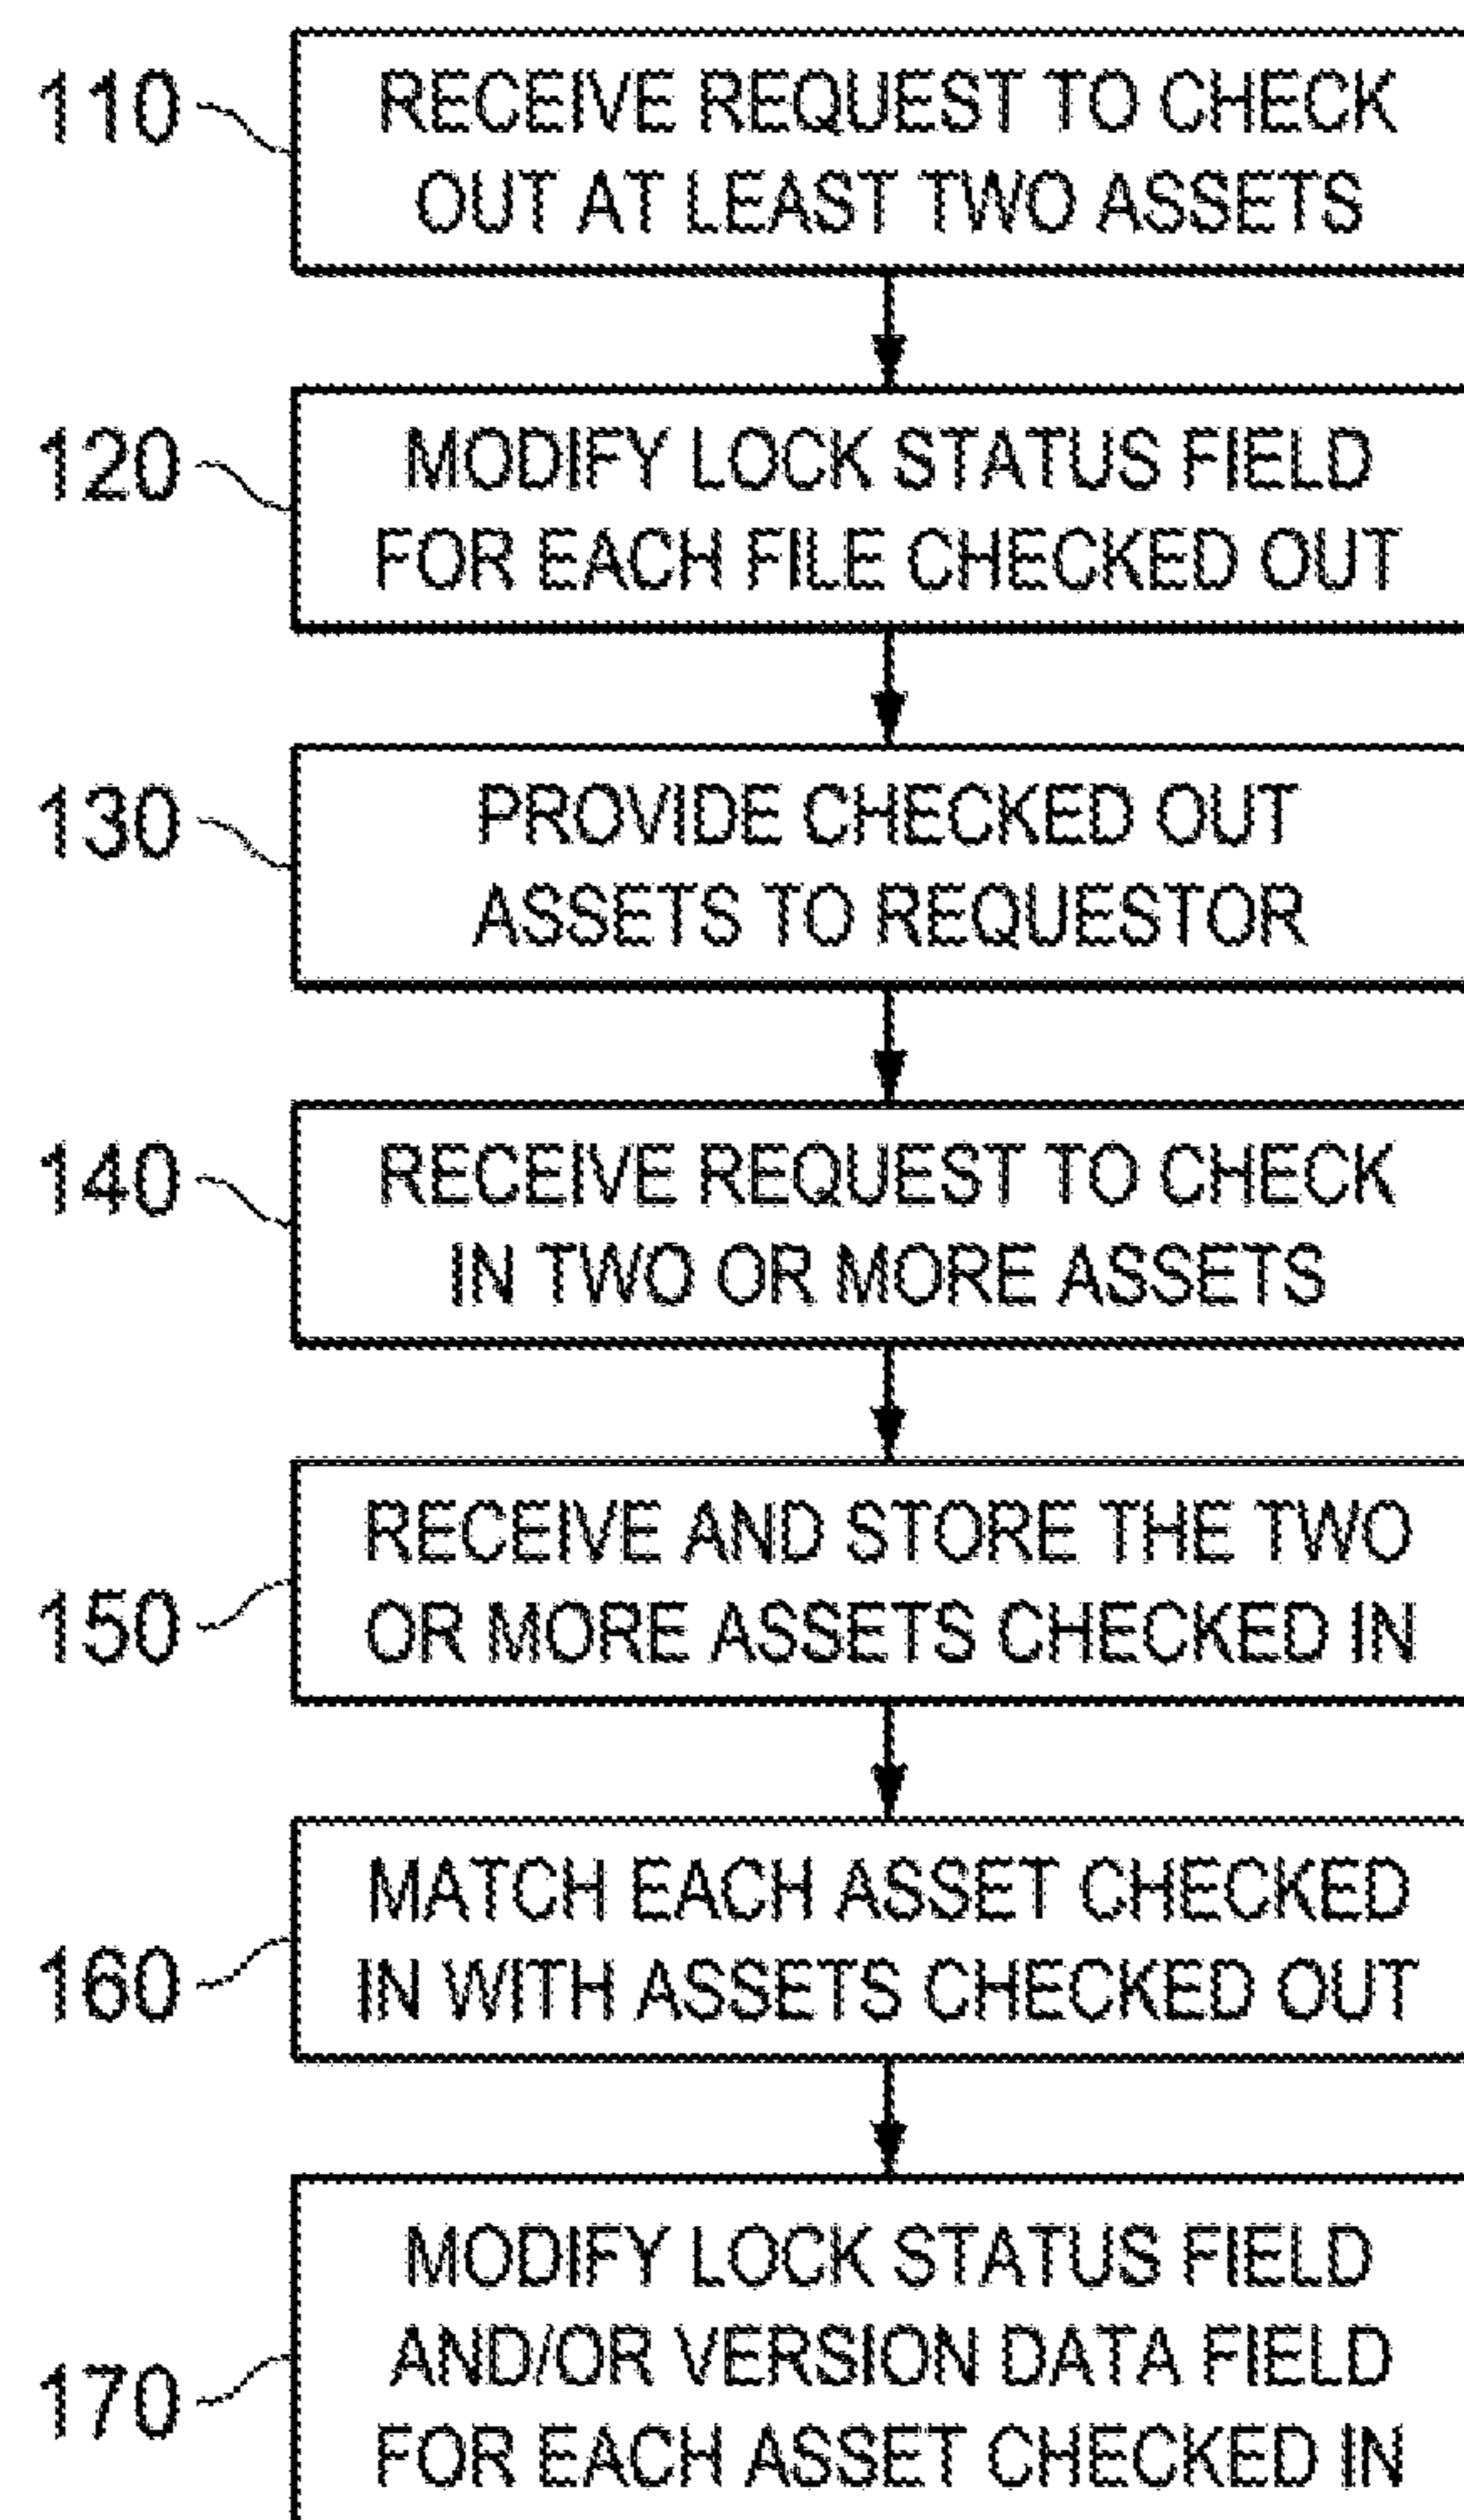 110
RECEIVE REQUEST TO CHECK
OUT AT LEAST TWO ASSETS
120
MODIFY LOCK STATUS FIELD
FOR EACH FILE CHECKED OUT
130
PROVIDE CHECKED OUT
ASSETS TO REQUESTOR
140
RECEIVE REQUEST TO CHECK
IN TWO OR MORE ASSETS
150
RECEIVE AND STORE THE TWO
OR MORE ASSETS CHECKED IN
160
MATCH EACH ASSET CHECKED
IN WITH ASSETS CHECKED OUT
170
MODIFY LOCK STATUS FIELD
AND/OR VERSION DATA FIELD
FOR EACH ASSET CHECKED IN